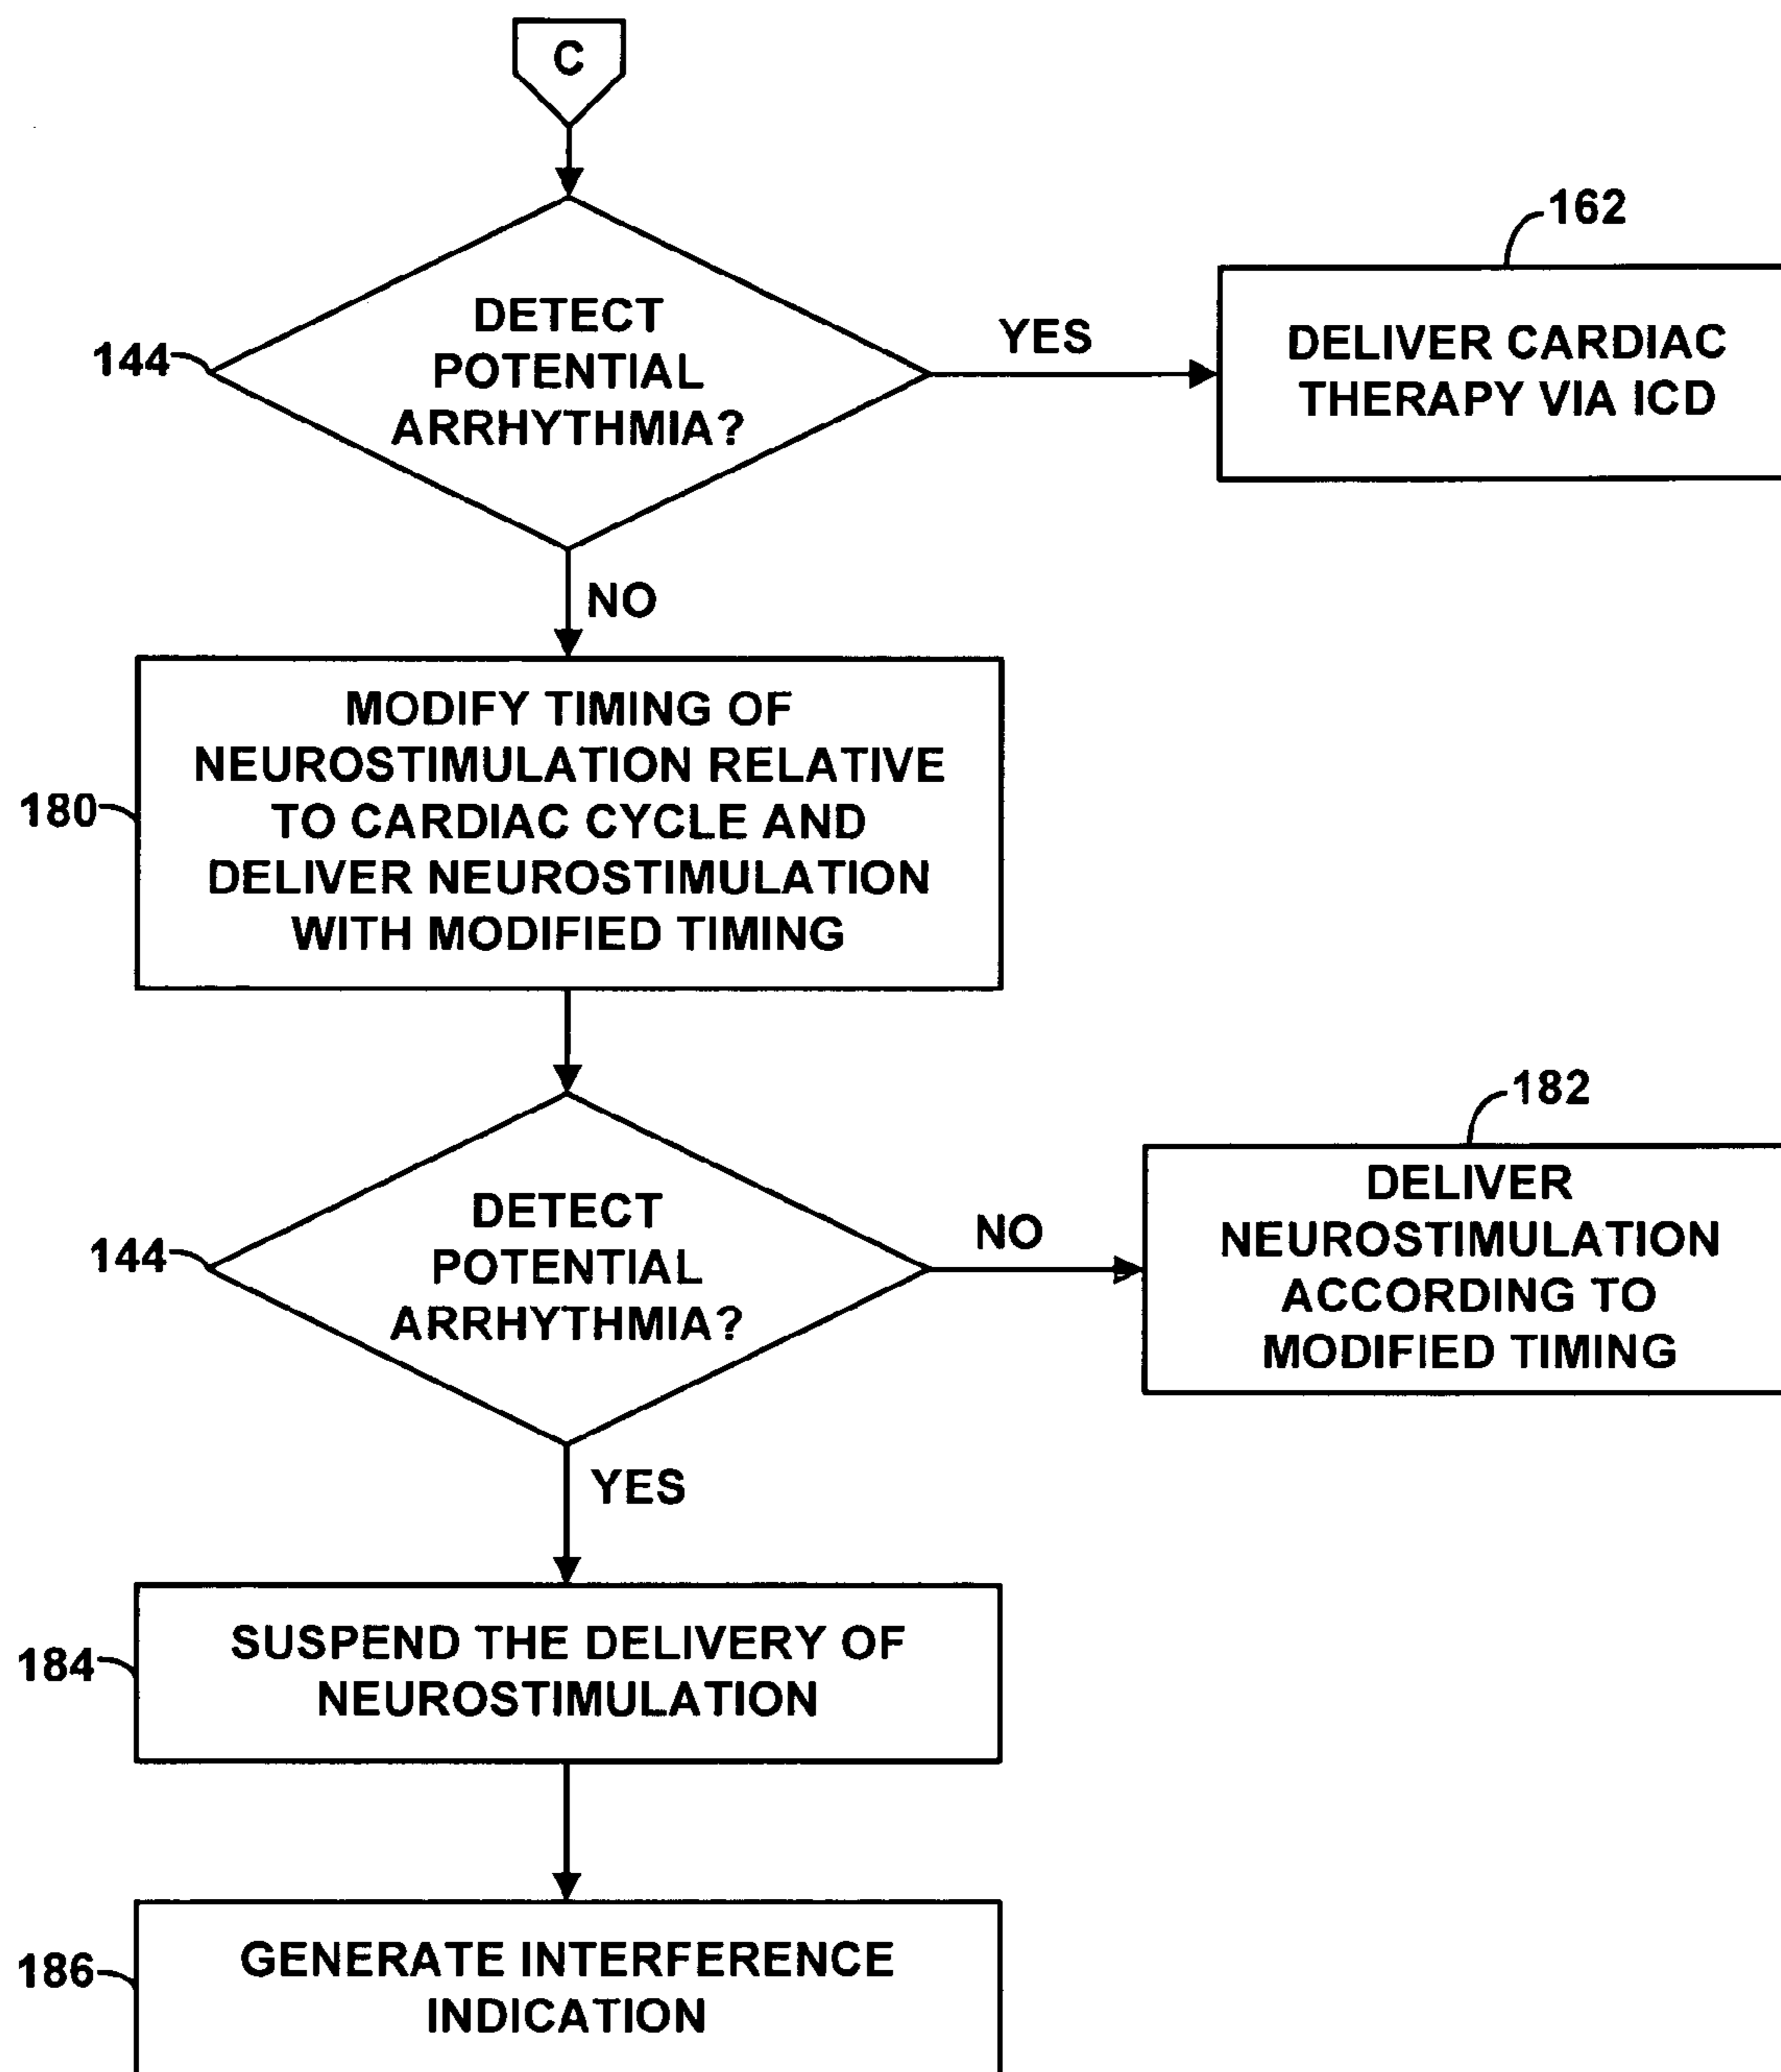 C
162
DETECT
POTENTIAL
ARRHYTHMIA?
144
YES
DELIVER CARDIAC
THERAPY VIA ICD
NO
MODIFY TIMING OF
NEUROSTIMULATION RELATIVE
TO CARDIAC CYCLE AND
DELIVER NEUROSTIMULATION
WITH MODIFIED TIMING
180
182
DETECT
POTENTIAL
ARRHYTHMIA?
144
NO
DELIVER
NEUROSTIMULATION
ACCORDING TO
MODIFIED TIMING
YES
SUSPEND THE DELIVERY OF
NEUROSTIMULATION
184
GENERATE INTERFERENCE
INDICATION
186